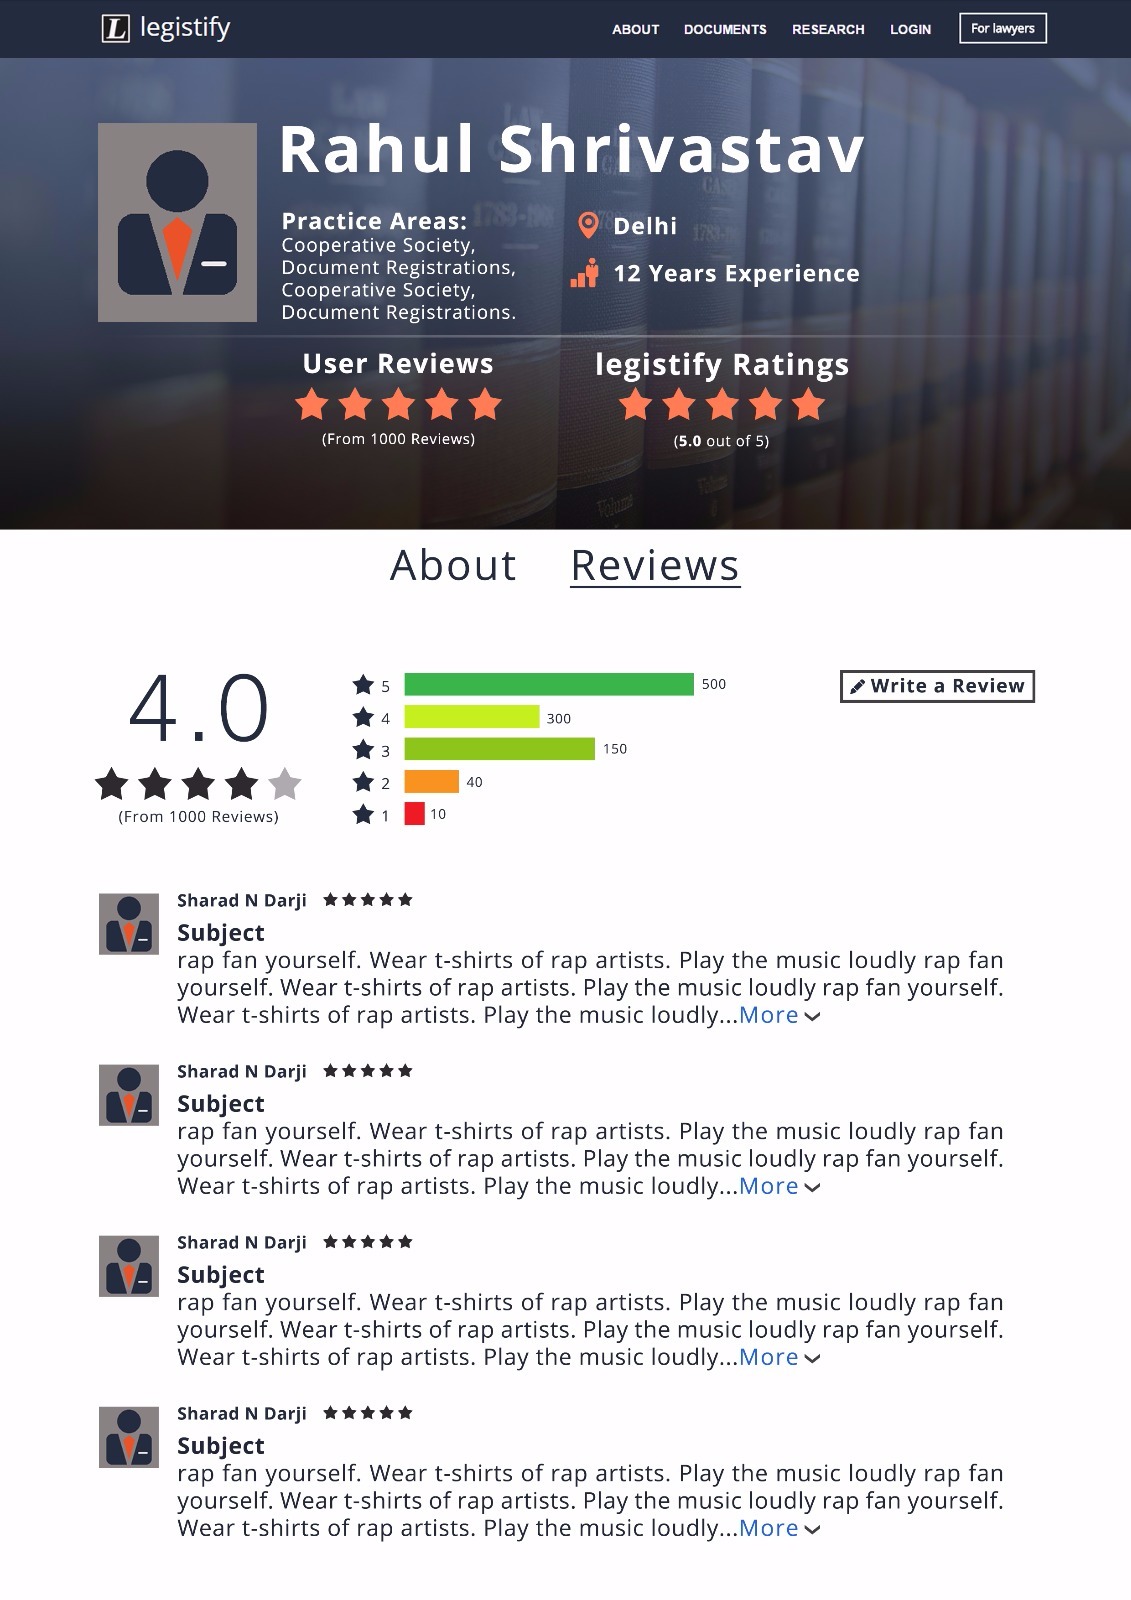 L legistify
ABOUT DOCUMENTS RESEARCH LOGIN For lawyers
Rahul Shrivastav
Practice Areas:
Cooperative Society,
Document Registrations,
Cooperative Society,
Document Registrations.
Delhi
12 Years Experience
User Reviews
(From 1000 Reviews)
legistify Ratings
(5.0 out of 5)
About Reviews
4.0
(From 1000 Reviews)
5 500
4 300
3 150
2 40
1 10
Write a Review
Sharad N Darji
Subject
rap fan yourself. Wear t-shirts of rap artists. Play the music loudly rap fan
yourself. Wear t-shirts of rap artists. Play the music loudly rap fan yourself.
Wear t-shirts of rap artists. Play the music loudly...More
Sharad N Darji
Subject
rap fan yourself. Wear t-shirts of rap artists. Play the music loudly rap fan
yourself. Wear t-shirts of rap artists. Play the music loudly rap fan yourself.
Wear t-shirts of rap artists. Play the music loudly...More
Sharad N Darji
Subject
rap fan yourself. Wear t-shirts of rap artists. Play the music loudly rap fan
yourself. Wear t-shirts of rap artists. Play the music loudly rap fan yourself.
Wear t-shirts of rap artists. Play the music loudly...More
Sharad N Darji
Subject
rap fan yourself. Wear t-shirts of rap artists. Play the music loudly rap fan
yourself. Wear t-shirts of rap artists. Play the music loudly rap fan yourself.
Wear t-shirts of rap artists. Play the music loudly...More